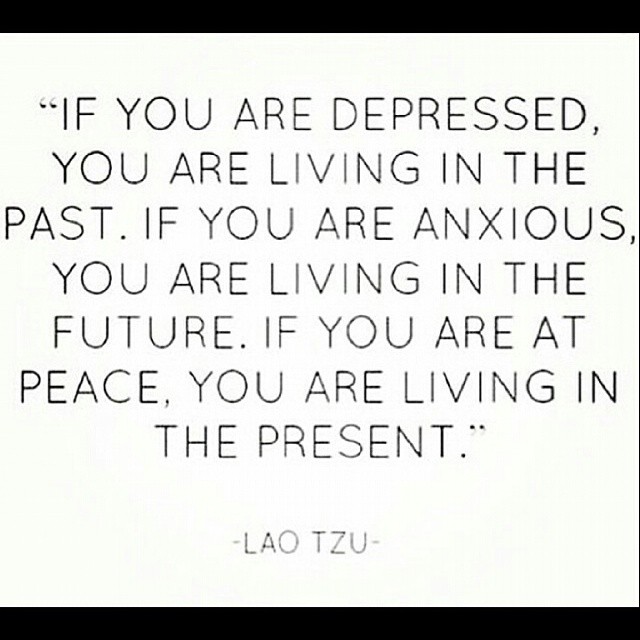 “IF YOU ARE DEPRESSED,
YOU ARE LIVING IN THE
PAST. IF YOU ARE ANXIOUS,
YOU ARE LIVING IN THE
FUTURE. IF YOU ARE AT
PEACE, YOU ARE LIVING IN
THE PRESENT.”
-LAO TZU-